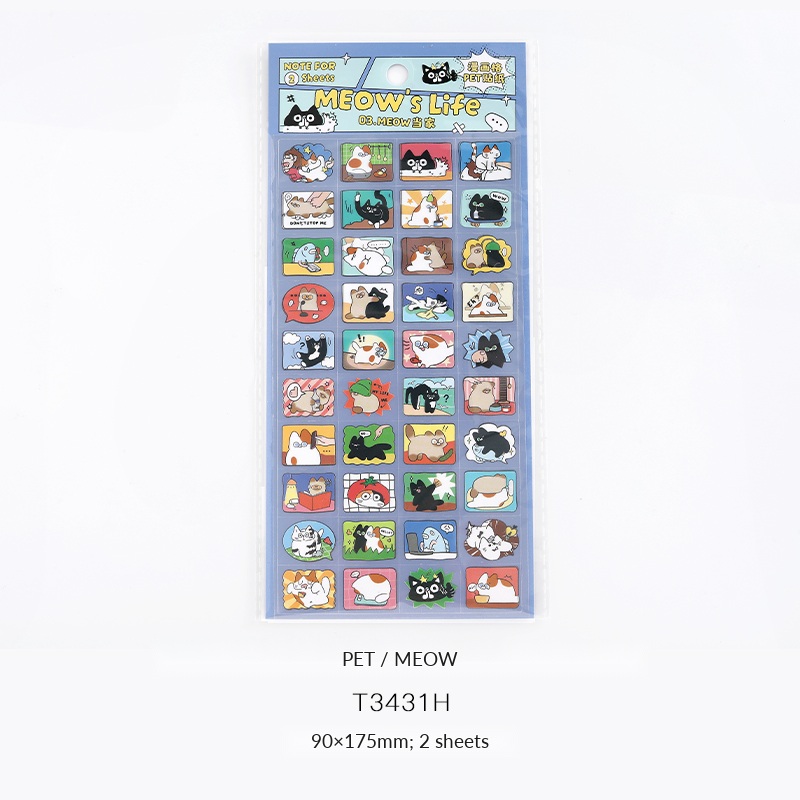 NOTE FOR
2 Sheets
漫画格
PET贴纸
MEOW's Life
03.MEOW当家
WOW
DON'T STOP ME
?
!
?
...
PET / MEOW
T3431H
90×175mm; 2 sheets